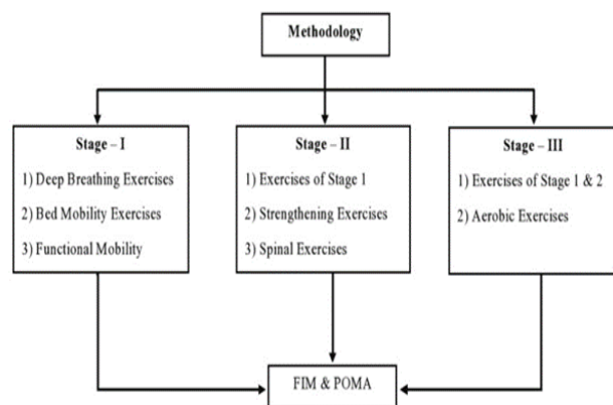 Methodology
Stage – I
1) Deep Breathing Exercises
2) Bed Mobility Exercises
3) Functional Mobility
Stage – II
1) Exercises of Stage 1
2) Strengthening Exercises
3) Spinal Exercises
Stage – III
1) Exercises of Stage 1 & 2
2) Aerobic Exercises
FIM & POMA